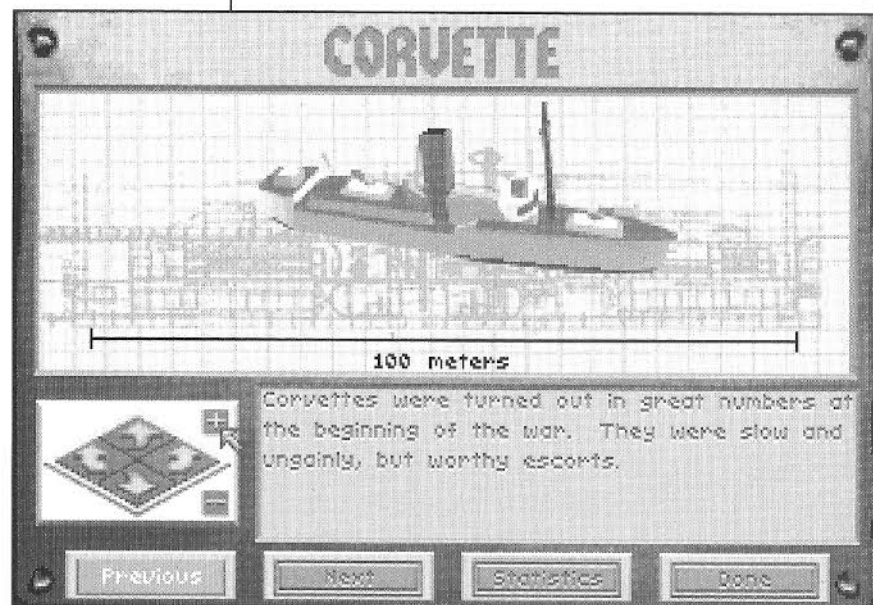 CORVETTE
100 meters
Corvettes were turned out in great numbers at
the beginning of the war. They were slow and
ungainly, but worthy escorts.
Previous
Next
Statistics
Done